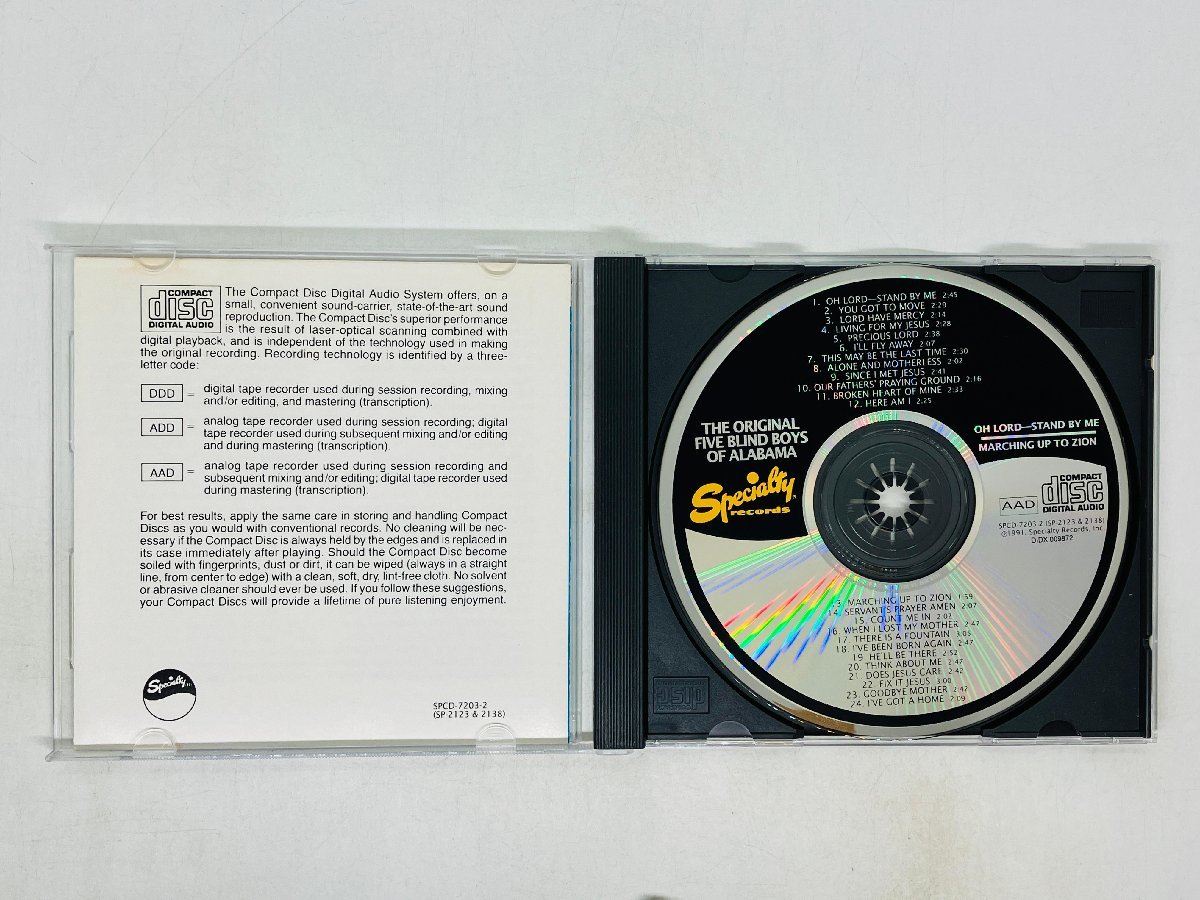 COMPACT
disc
DIGITAL AUDIO
The Compact Disc Digital Audio System offers, on a
small, convenient sound-carrier, state-of-the-art sound
reproduction. The Compact Disc's superior performance
is the result of laser-optical scanning combined with
digital playback, and is independent of the technology used in making
the original recording. Recording technology is identified by a three-
letter code:
DDD = digital tape recorder used during session recording, mixing
and/or editing, and mastering (transcription).
ADD = analog tape recorder used during session recording; digital
tape recorder used during subsequent mixing and/or editing
and during mastering (transcription).
AAD = analog tape recorder used during session recording and
subsequent mixing and/or editing; digital tape recorder used
during mastering (transcription).
For best results, apply the same care in storing and handling Compact
Discs as you would with conventional records. No cleaning will be nec-
essary if the Compact Disc is always held by the edges and is replaced in
its case immediately after playing. Should the Compact Disc become
soiled with fingerprints, dust or dirt, it can be wiped (always in a straight
line, from center to edge) with a clean, soft, dry, lint-free cloth. No solvent
or abrasive cleaner should ever be used. If you follow these suggestions,
your Compact Discs will provide a lifetime of pure listening enjoyment.
Specialty
SPCD-7203-2
(SP-2123 & 2138)
1. OH LORD—STAND BY ME 2:45
2. YOU GOT TO MOVE 2:29
3. LORD HAVE MERCY 2:14
4. LIVING FOR MY JESUS 2:28
5. PRECIOUS LORD 2:38
6. I'LL FLY AWAY 2:07
7. THIS MAY BE THE LAST TIME 2:30
8. ALONE AND MOTHERLESS 2:02
9. SINCE I MET JESUS 2:41
10. OUR FATHERS' PRAYING GROUND 2:16
11. BROKEN HEART OF MINE 2:33
12. HERE AM I 2:25
THE ORIGINAL
FIVE BLIND BOYS
OF ALABAMA
Specialty
records
OH LORD—STAND BY ME
MARCHING UP TO ZION
AAD
COMPACT
disc
DIGITAL AUDIO
SPCD-7203-2 (SP-2123 & 2138)
℗1991, Specialty Records, Inc.
DIDX 009872
13. MARCHING UP TO ZION 1:59
14. SERVANT'S PRAYER AMEN 2:07
15. COUNT ME IN 2:02
16. WHEN I LOST MY MOTHER 2:47
17. THERE IS A FOUNTAIN 3:05
18. I'VE BEEN BORN AGAIN 2:47
19. HE'LL BE THERE 2:52
20. THINK ABOUT ME 2:47
21. DOES JESUS CARE 2:42
22. FIX IT JESUS 3:00
23. GOODBYE MOTHER 2:42
24. I'VE GOT A HOME 2:09